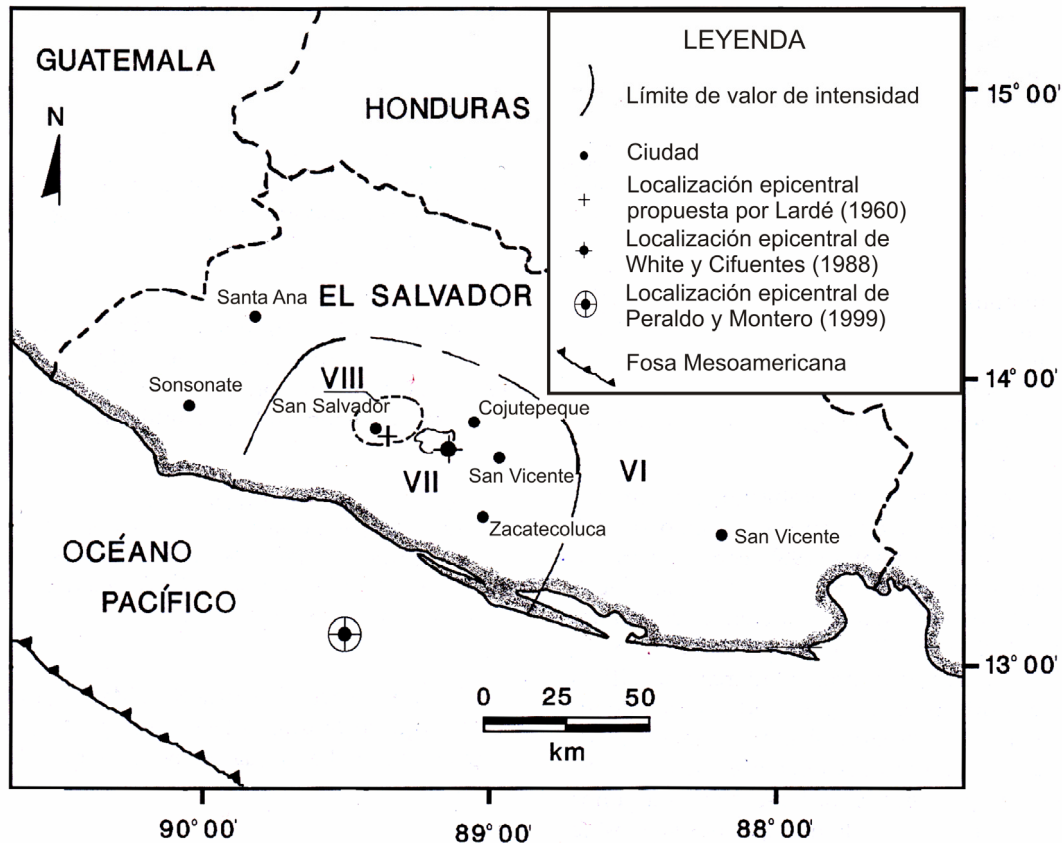 GUATEMALA
HONDURAS
N
LEYENDA
Límite de valor de intensidad
Ciudad
Localización epicentral
propuesta por Lardé (1960)
Localización epicentral de
White y Cifuentes (1988)
Localización epicentral de
Peraldo y Montero (1999)
Fosa Mesoamericana
15° 00'
14° 00'
13° 00'
Santa Ana
EL SALVADOR
Sonsonate
VIII
San Salvador
Cojutepeque
VII
San Vicente
VI
Zacatecoluca
San Vicente
OCÉANO
PACÍFICO
0 25 50
km
90° 00'
89° 00'
88° 00'